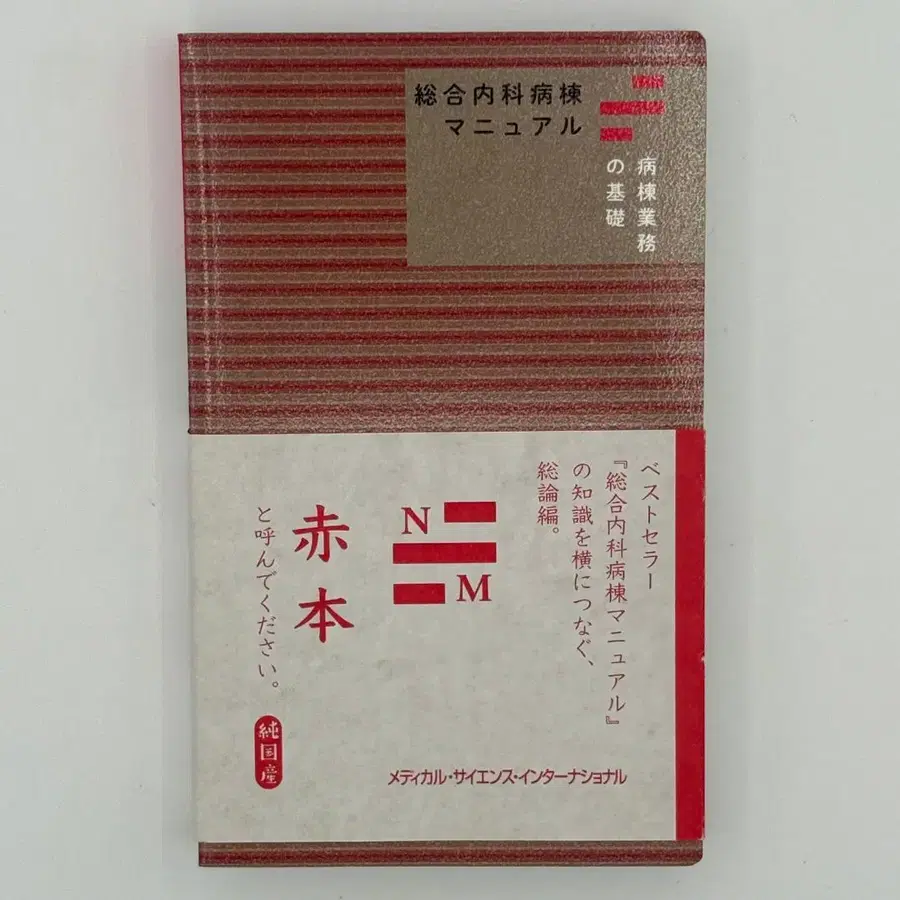 総合内科病棟
マニュアル
病棟業務
の基礎
ベストセラー
『総合内科病棟マニュアル』
の知識を横につなぐ、
総論編。
N
M
赤本
と呼んでください。
純国産
メディカル・サイエンス・インターナショナル